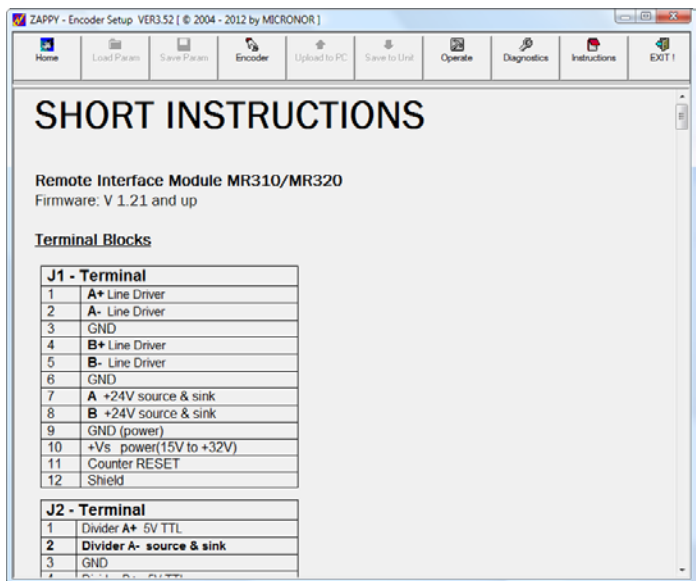 ZAPPY - Encoder Setup VER3.52 [ © 2004 - 2012 by MICRONOR ]
Home Load Param Save Param Encoder Upload to PC Save to Unit Operate Diagnostics Instructions EXIT !
SHORT INSTRUCTIONS
Remote Interface Module MR310/MR320
Firmware: V 1.21 and up
Terminal Blocks
J1 - Terminal
1 A+ Line Driver
2 A- Line Driver
3 GND
4 B+ Line Driver
5 B- Line Driver
6 GND
7 A +24V source & sink
8 B +24V source & sink
9 GND (power)
10 +Vs power(15V to +32V)
11 Counter RESET
12 Shield
J2 - Terminal
1 Divider A+ 5V TTL
2 Divider A- source & sink
3 GND